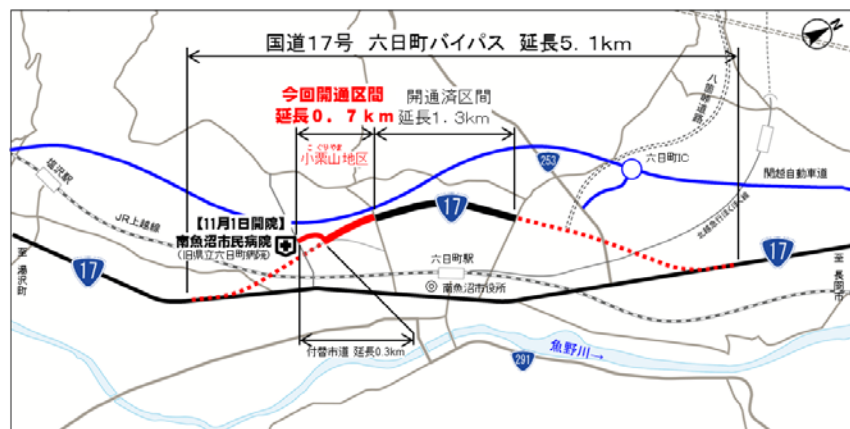 国道17号 六日町バイパス 延長5.1km
N
今回開通区間
延長0.7km
開通済区間
延長1.3km
こぐりやま
小栗山地区
八箇峠道路
253
六日町IC
関越自動車道
塩沢駅
JR上越線
【11月1日開院】
南魚沼市民病院
(旧県立六日町病院)
17
北越急行ほくほく線
17
至 湯沢町
17
六日町駅
◎南魚沼市役所
至 長岡市
付替市道 延長0.3km
魚野川→
291